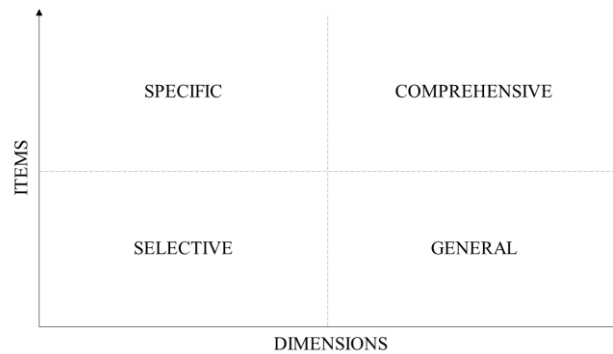 SPECIFIC COMPREHENSIVE
ITEMS
SELECTIVE GENERAL
DIMENSIONS